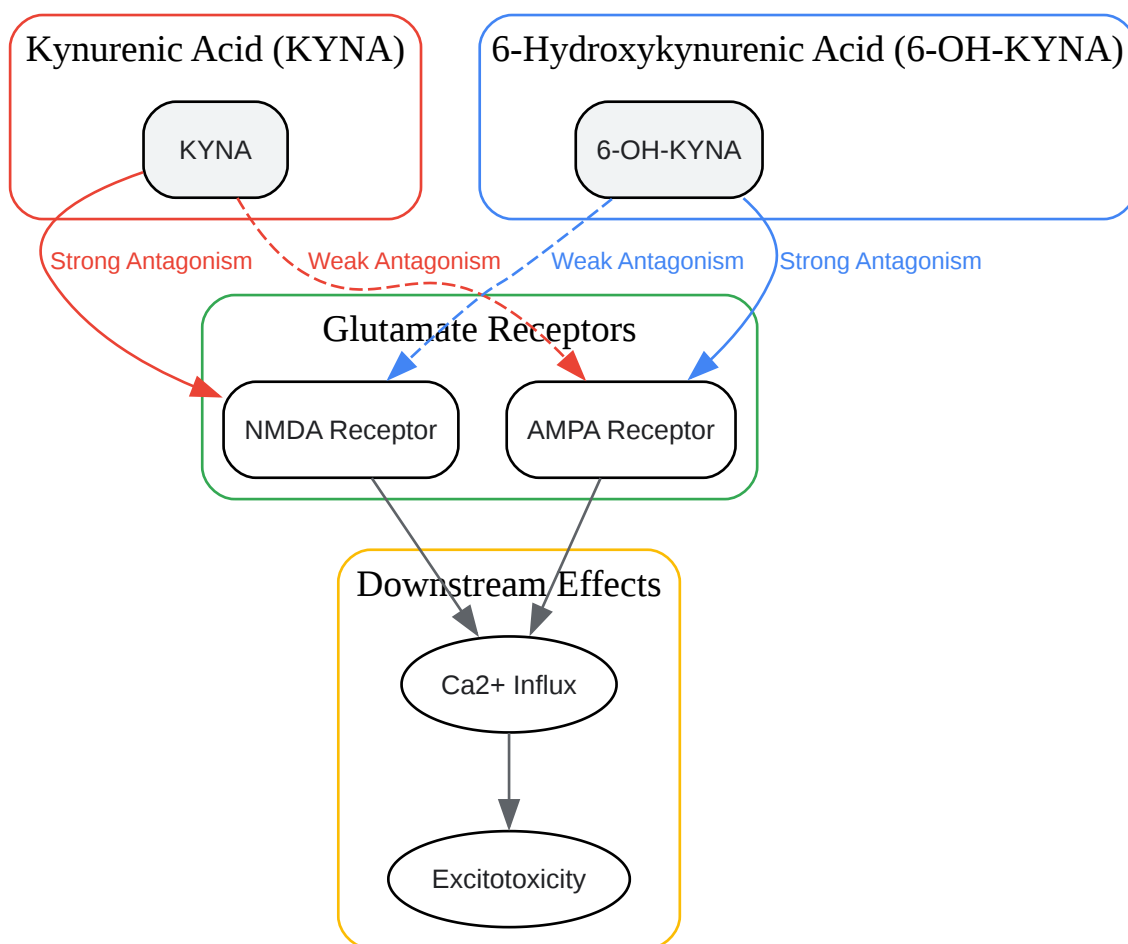 Kynurenic Acid (KYNA)
6-Hydroxykynurenic Acid (6-OH-KYNA)
KYNA
6-OH-KYNA
Strong Antagonism
Weak Antagonism
Weak Antagonism
Strong Antagonism
Glutamate Receptors
NMDA Receptor
AMPA Receptor
Downstream Effects
Ca2+ Influx
Excitotoxicity